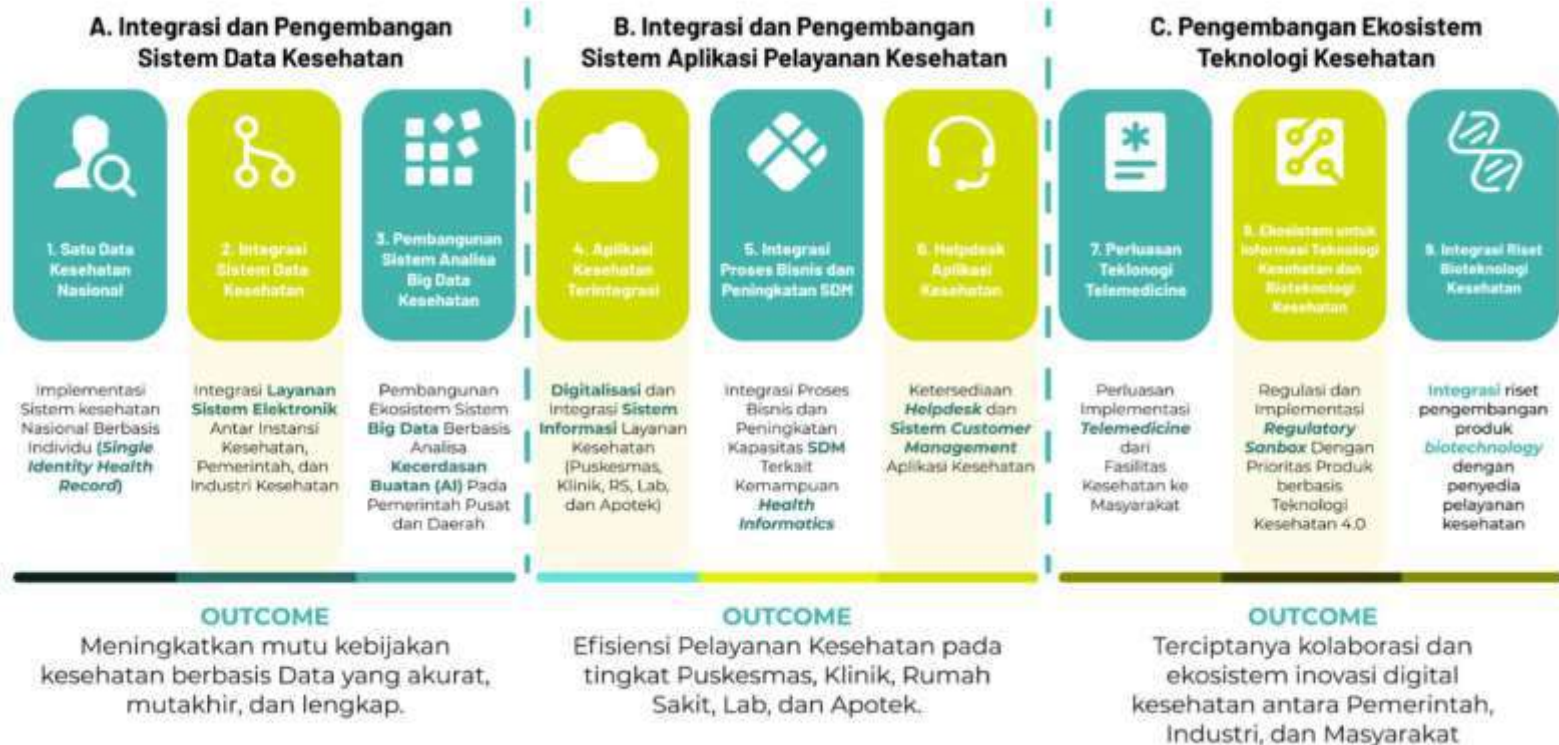 A. Integrasi dan Pengembangan
Sistem Data Kesehatan
1. Satu Data
Kesehatan
Nasional
2. Integrasi
Sistem Data
Kesehatan
3. Pembangunan
Sistem Analisa
Big Data
Kesehatan
Implementasi
Sistem kesehatan
Nasional Berbasis
Individu (Single
Identity Health
Record)
Integrasi Layanan
Sistem Elektronik
Antar Instansi
Kesehatan,
Pemerintah, dan
Industri Kesehatan
Pembangunan
Ekosistem Sistem
Big Data Berbasis
Analisa
Kecerdasan
Buatan (AI) Pada
Pemerintah Pusat
dan Daerah
OUTCOME
Meningkatkan mutu kebijakan
kesehatan berbasis Data yang akurat,
mutakhir, dan lengkap.
B. Integrasi dan Pengembangan
Sistem Aplikasi Pelayanan Kesehatan
4. Aplikasi
Kesehatan
Terintegrasi
5. Integrasi
Proses Bisnis dan
Peningkatan SDM
6. Helpdesk
Aplikasi
Kesehatan
Digitalisasi dan
Integrasi Sistem
Informasi Layanan
Kesehatan
(Puskesmas,
Klinik, RS, Lab,
dan Apotek)
Integrasi Proses
Bisnis dan
Peningkatan
Kapasitas SDM
Terkait
Kemampuan
Health
Informatics
Ketersediaan
Helpdesk dan
Sistem Customer
Management
Aplikasi Kesehatan
OUTCOME
Efisiensi Pelayanan Kesehatan pada
tingkat Puskesmas, Klinik, Rumah
Sakit, Lab, dan Apotek.
C. Pengembangan Ekosistem
Teknologi Kesehatan
7. Perluasan
Teklonogi
Telemedicine
8. Ekosistem untuk
Informasi Teknologi
Kesehatan dan
Bioteknologi
Kesehatan
9. Integrasi Riset
Bioteknologi
Kesehatan
Perluasan
Implementasi
Telemedicine
dari
Fasilitas
Kesehatan ke
Masyarakat
Regulasi dan
Implementasi
Regulatory
Sanbox Dengan
Prioritas Produk
berbasis
Teknologi
Kesehatan 4.0
Integrasi riset
pengembangan
produk
biotechnology
dengan
penyedia
pelayanan
kesehatan
OUTCOME
Terciptanya kolaborasi dan
ekosistem inovasi digital
kesehatan antara Pemerintah,
Industri, dan Masyarakat